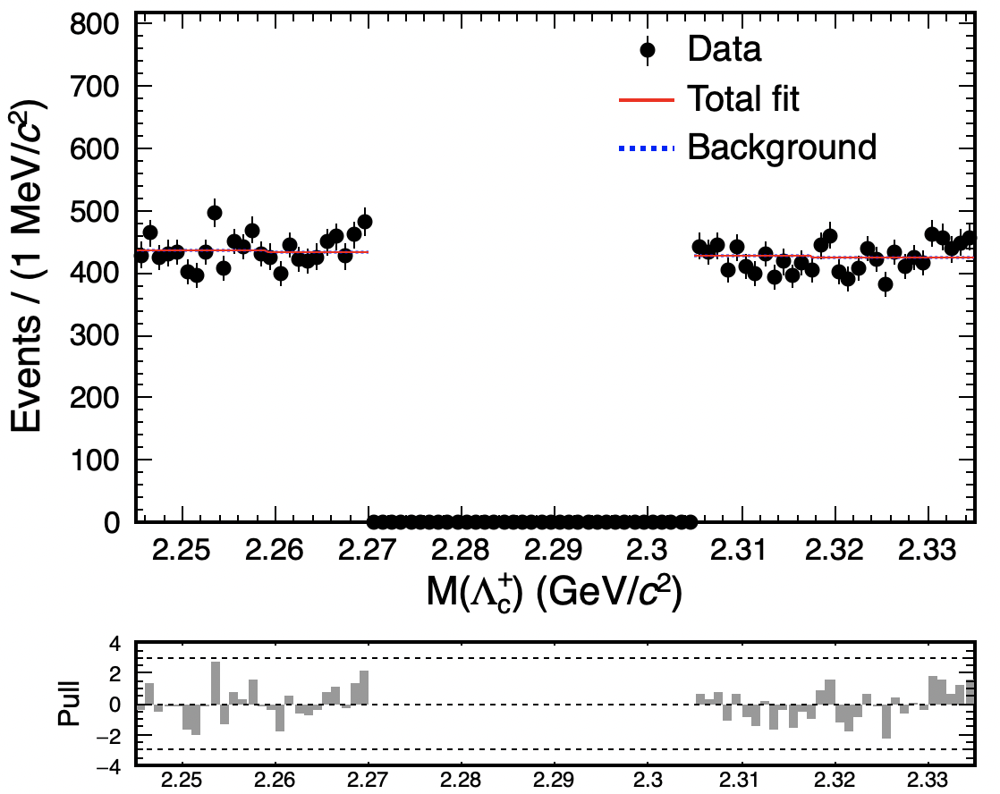 Events / (1 MeV/c²)
800
700
600
500
400
300
200
100
0
Data
Total fit
Background
2.25 2.26 2.27 2.28 2.29 2.3 2.31 2.32 2.33
M(Λc+) (GeV/c²)
Pull
4
2
0
−2
−4
2.25 2.26 2.27 2.28 2.29 2.3 2.31 2.32 2.33